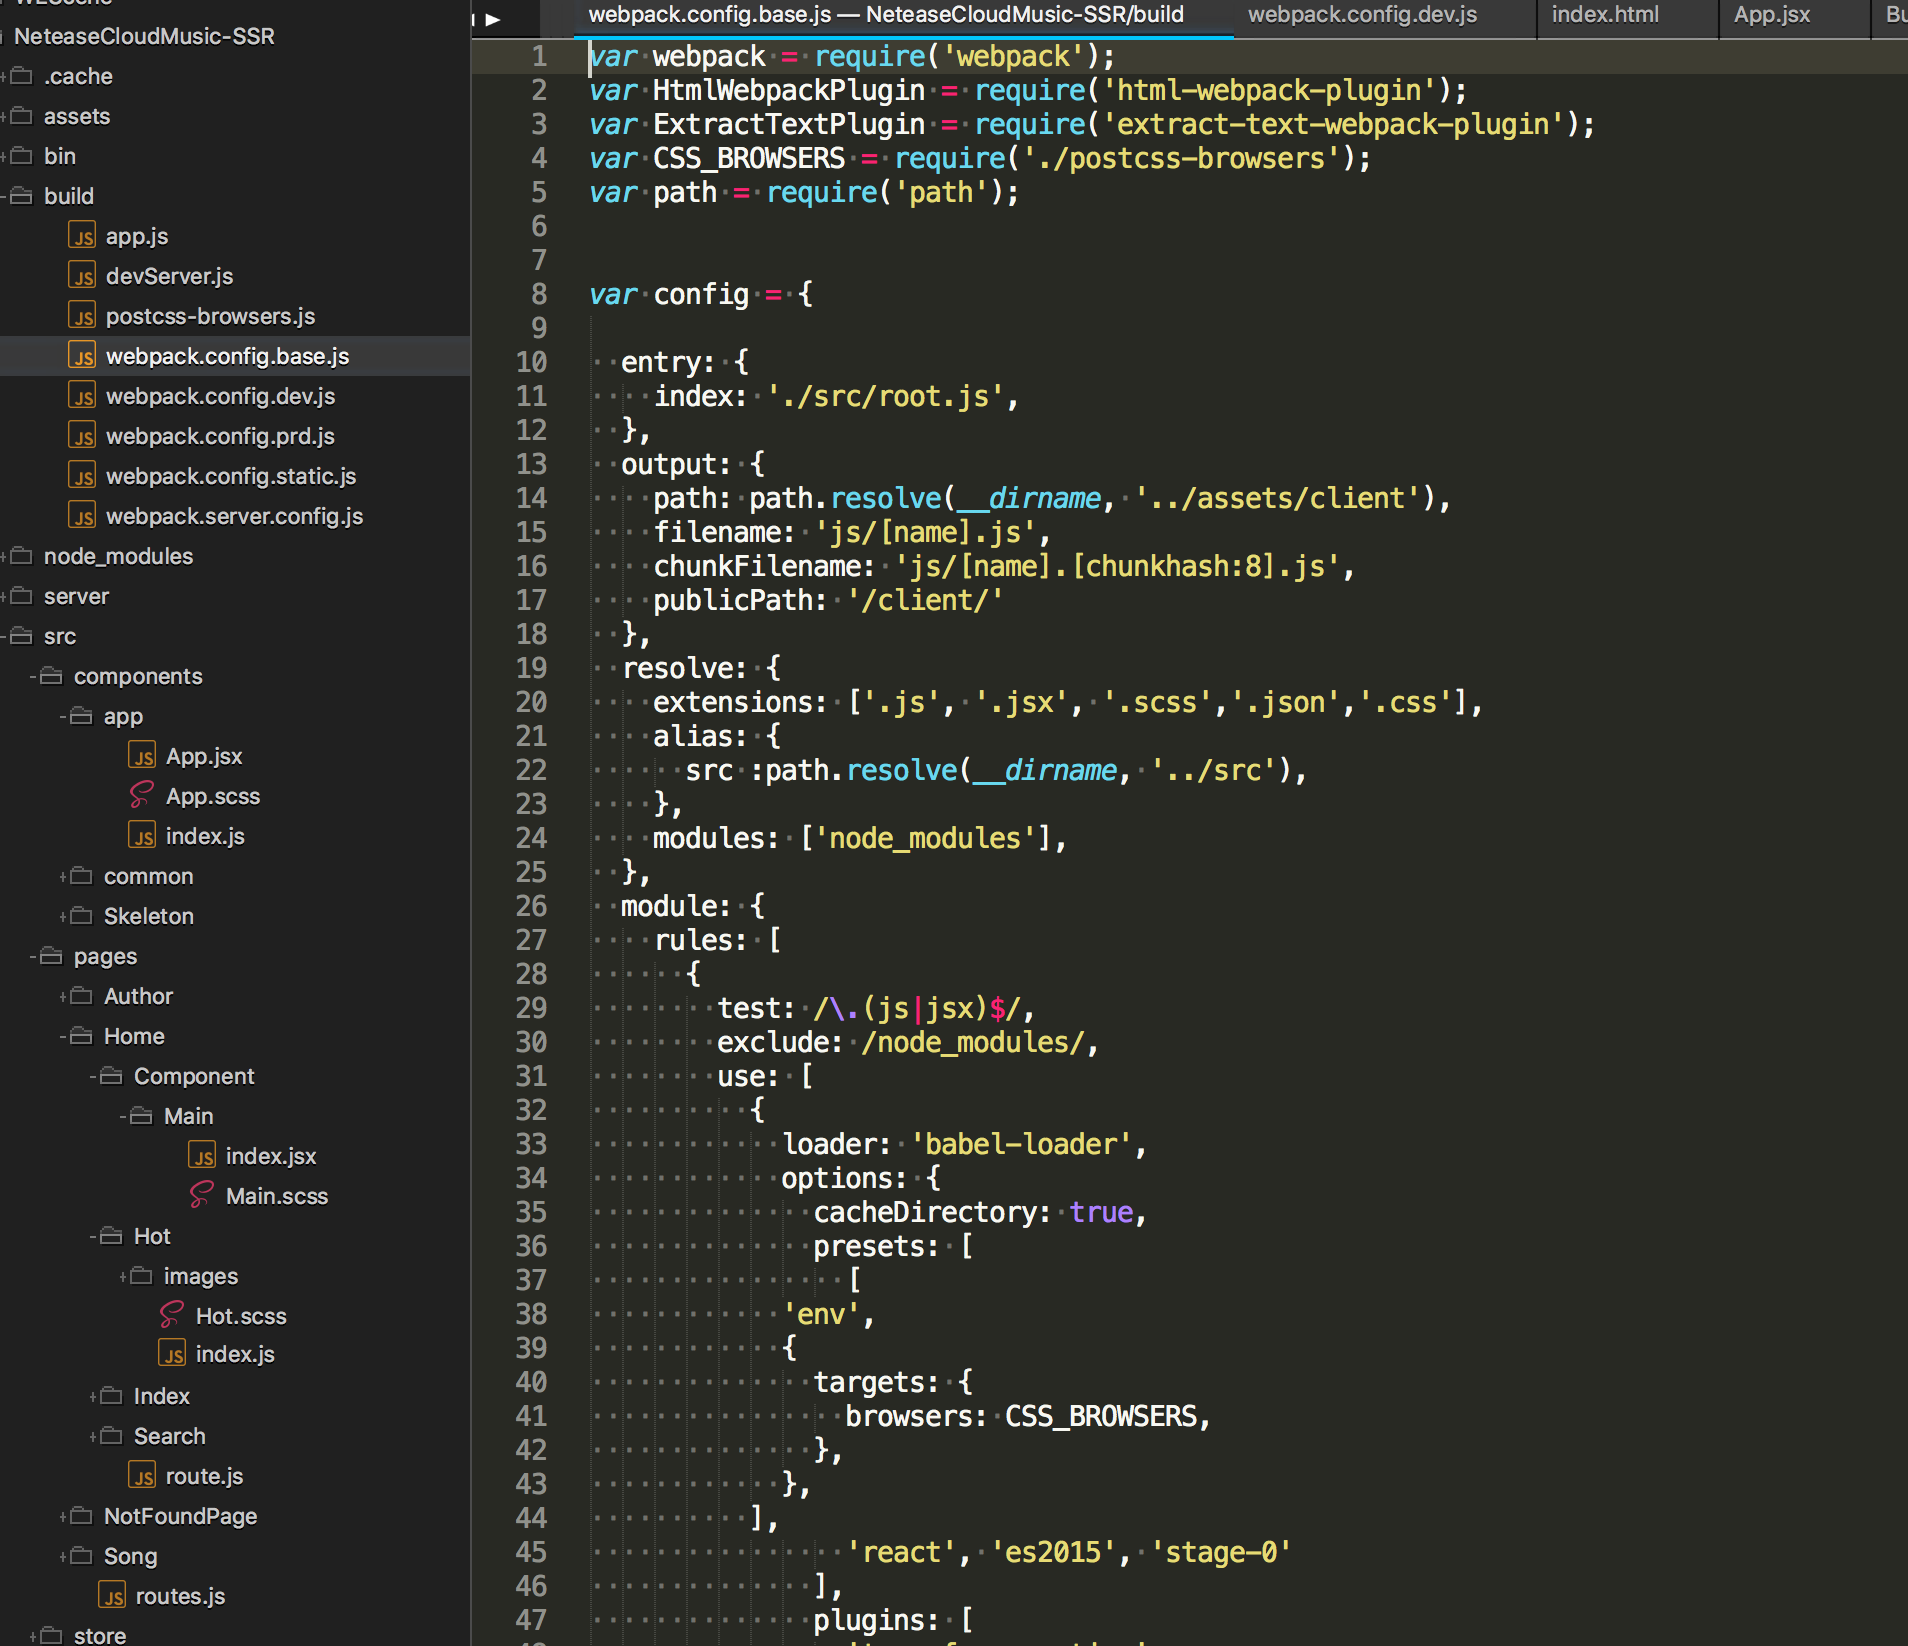 NeteaseCloudMusic-SSR
.cache
assets
bin
build
app.js
devServer.js
postcss-browsers.js
webpack.config.base.js
webpack.config.dev.js
webpack.config.prd.js
webpack.config.static.js
webpack.server.config.js
node_modules
server
src
components
app
App.jsx
App.scss
index.js
common
Skeleton
pages
Author
Home
Component
Main
index.jsx
Main.scss
Hot
images
Hot.scss
index.js
Index
Search
route.js
NotFoundPage
Song
routes.js
store
webpack.config.base.js — NeteaseCloudMusic-SSR/build
webpack.config.dev.js
index.html
App.jsx
1 var webpack = require('webpack');
2 var HtmlWebpackPlugin = require('html-webpack-plugin');
3 var ExtractTextPlugin = require('extract-text-webpack-plugin');
4 var CSS_BROWSERS = require('./postcss-browsers');
5 var path = require('path');
6
7
8 var config = {
9
10   entry: {
11     index: './src/root.js',
12   },
13   output: {
14     path: path.resolve(__dirname, '../assets/client'),
15     filename: 'js/[name].js',
16     chunkFilename: 'js/[name].[chunkhash:8].js',
17     publicPath: '/client/'
18   },
19   resolve: {
20     extensions: ['.js', '.jsx', '.scss','.json','.css'],
21     alias: {
22       src :path.resolve(__dirname, '../src'),
23     },
24     modules: ['node_modules'],
25   },
26   module: {
27     rules: [
28       {
29         test: /\.(js|jsx)$/,
30         exclude: /node_modules/,
31         use: [
32           {
33             loader: 'babel-loader',
34             options: {
35               cacheDirectory: true,
36               presets: [
37                 [
38             'env',
39             {
40               targets: {
41                 browsers: CSS_BROWSERS,
42               },
43             },
44           ],
45                 'react', 'es2015', 'stage-0'
46               ],
47               plugins: [